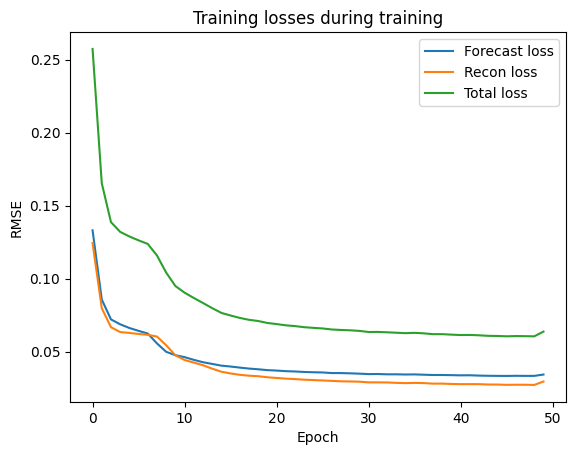 Training losses during training
Forecast loss
Recon loss
Total loss
RMSE
0.25
0.20
0.15
0.10
0.05
0 10 20 30 40 50
Epoch